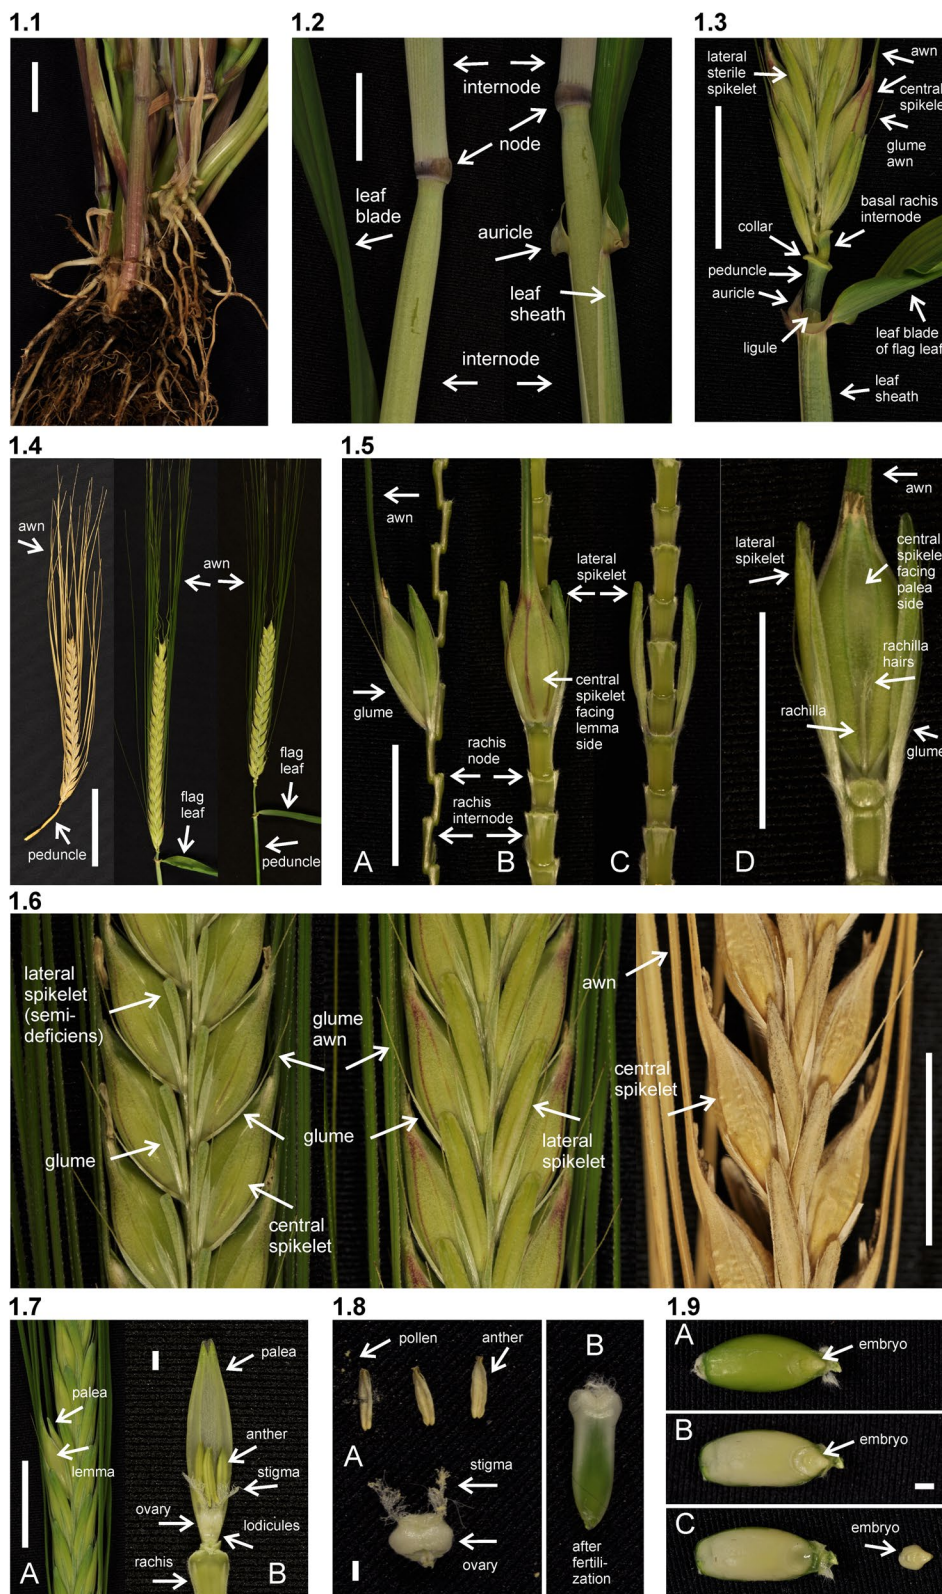 1.1
1.2
internode
node
leaf
blade
auricle
leaf
sheath
internode
1.3
lateral
sterile
spikelet
awn
central
spikele
glume
awn
basal rachis
internode
collar
peduncle
auricle
ligule
leaf blade
of flag leaf
leaf
sheath
1.4
awn
awn
flag
leaf
flag
leaf
peduncle
peduncle
1.5
awn
lateral
spikelet
glume
central
spikelet
facing
lemma
side
rachis
node
rachis
internode
A
B
C
awn
lateral
spikelet
central
spikele
facing
palea
side
rachilla
hairs
rachilla
glume
D
1.6
lateral
spikelet
(semi-
deficiens)
glume
awn
awn
central
spikelet
glume
glume
lateral
spikelet
central
spikelet
1.7
palea
lemma
A
palea
anther
stigma
ovary
lodicules
rachis
B
1.8
pollen
anther
A
stigma
ovary
B
after
fertili-
zation
1.9
A
embryo
B
embryo
C
embryo